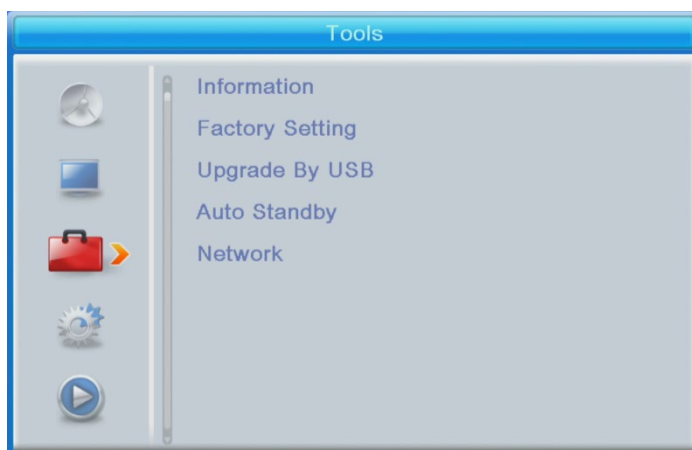 Tools
Information
Factory Setting
Upgrade By USB
Auto Standby
Network